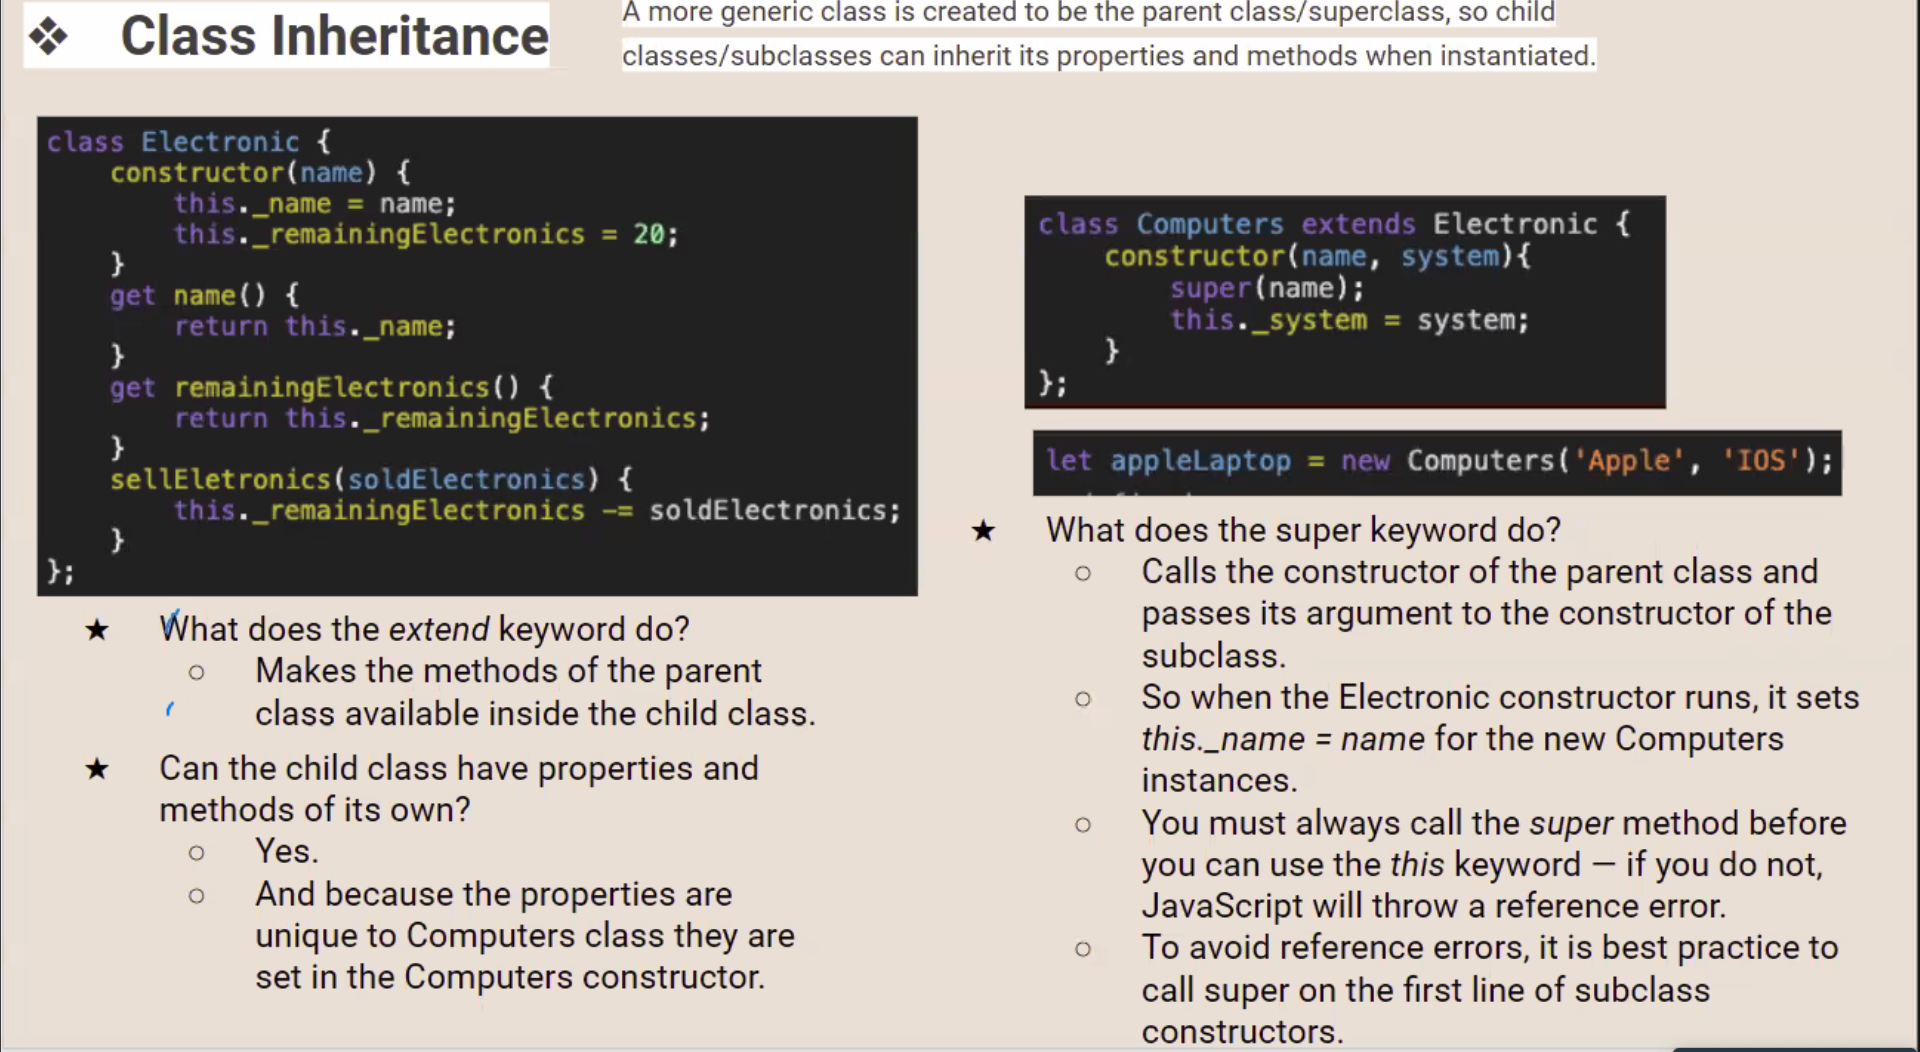 ❖ Class Inheritance
A more generic class is created to be the parent class/superclass, so child
classes/subclasses can inherit its properties and methods when instantiated.
class Electronic {
constructor(name) {
this._name = name;
this._remainingElectronics = 20;
}
get name() {
return this._name;
}
get remainingElectronics() {
return this._remainingElectronics;
}
sellEletronics(soldElectronics) {
this._remainingElectronics -= soldElectronics;
}
};
★ What does the extend keyword do?
○ Makes the methods of the parent
class available inside the child class.
★ Can the child class have properties and
methods of its own?
○ Yes.
○ And because the properties are
unique to Computers class they are
set in the Computers constructor.
class Computers extends Electronic {
constructor(name, system){
super(name);
this._system = system;
}
};
let appleLaptop = new Computers('Apple', 'IOS');
★ What does the super keyword do?
○ Calls the constructor of the parent class and
passes its argument to the constructor of the
subclass.
○ So when the Electronic constructor runs, it sets
this._name = name for the new Computers
instances.
○ You must always call the super method before
you can use the this keyword — if you do not,
JavaScript will throw a reference error.
○ To avoid reference errors, it is best practice to
call super on the first line of subclass
constructors.